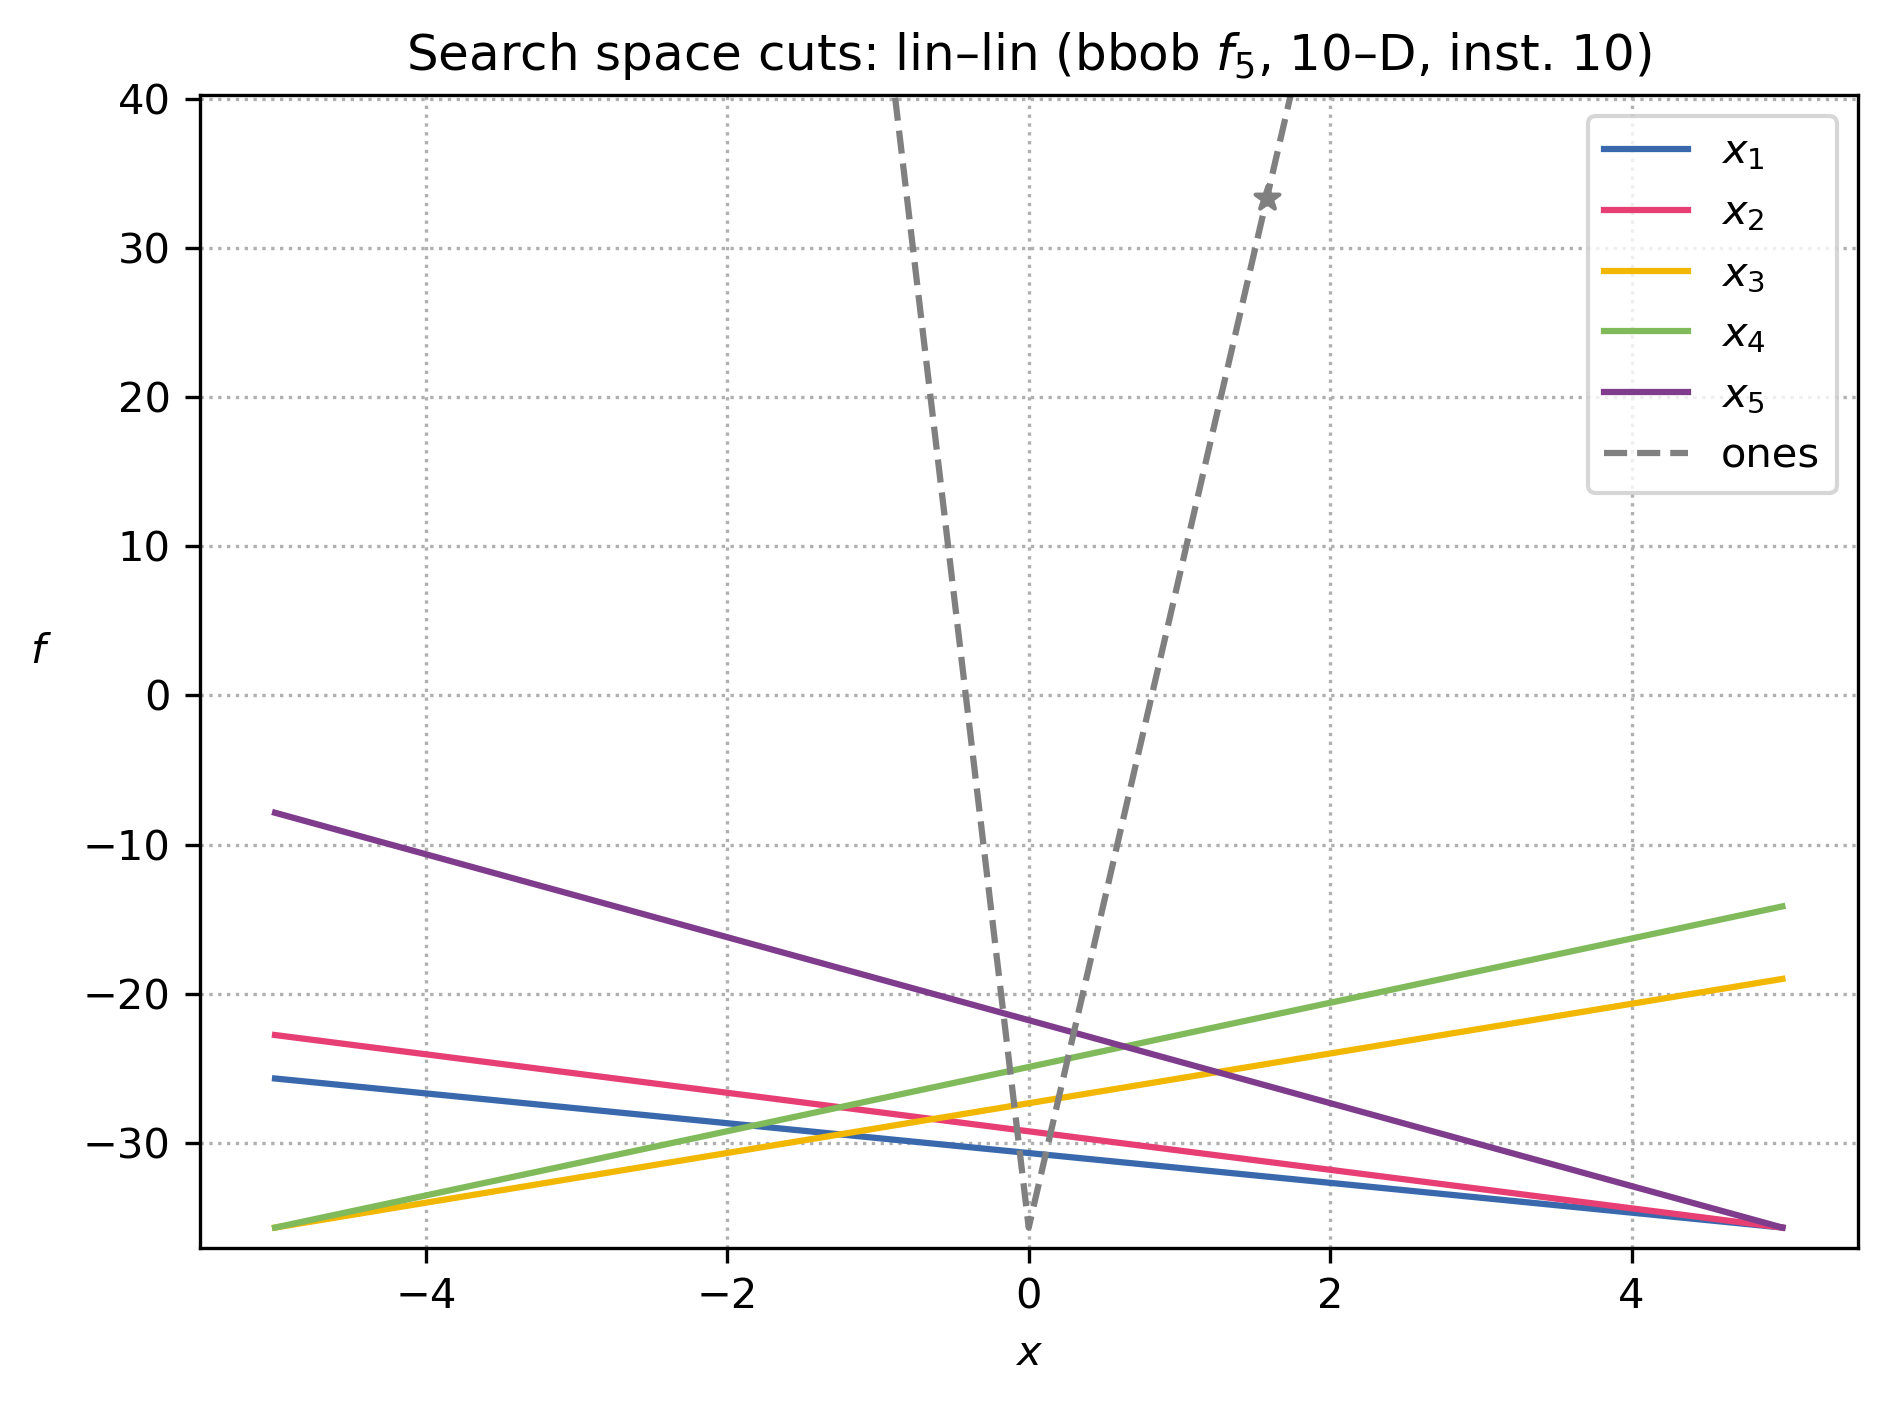 Search space cuts: lin–lin (bbob f₅, 10–D, inst. 10)
40
30
20
10
0
−10
−20
−30
f
−4
−2
0
2
4
x
x₁
x₂
x₃
x₄
x₅
ones